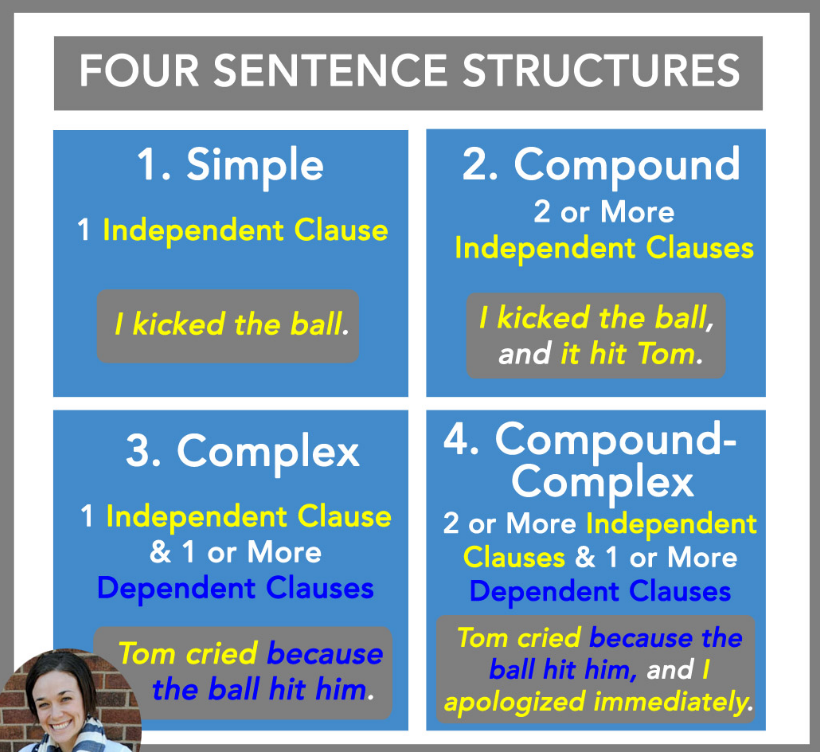 FOUR SENTENCE STRUCTURES
1. Simple
1 Independent Clause
I kicked the ball.
2. Compound
2 or More
Independent Clauses
I kicked the ball,
and it hit Tom.
3. Complex
1 Independent Clause
& 1 or More
Dependent Clauses
Tom cried because
the ball hit him.
4. Compound-
Complex
2 or More Independent
Clauses & 1 or More
Dependent Clauses
Tom cried because the
ball hit him, and I
apologized immediately.